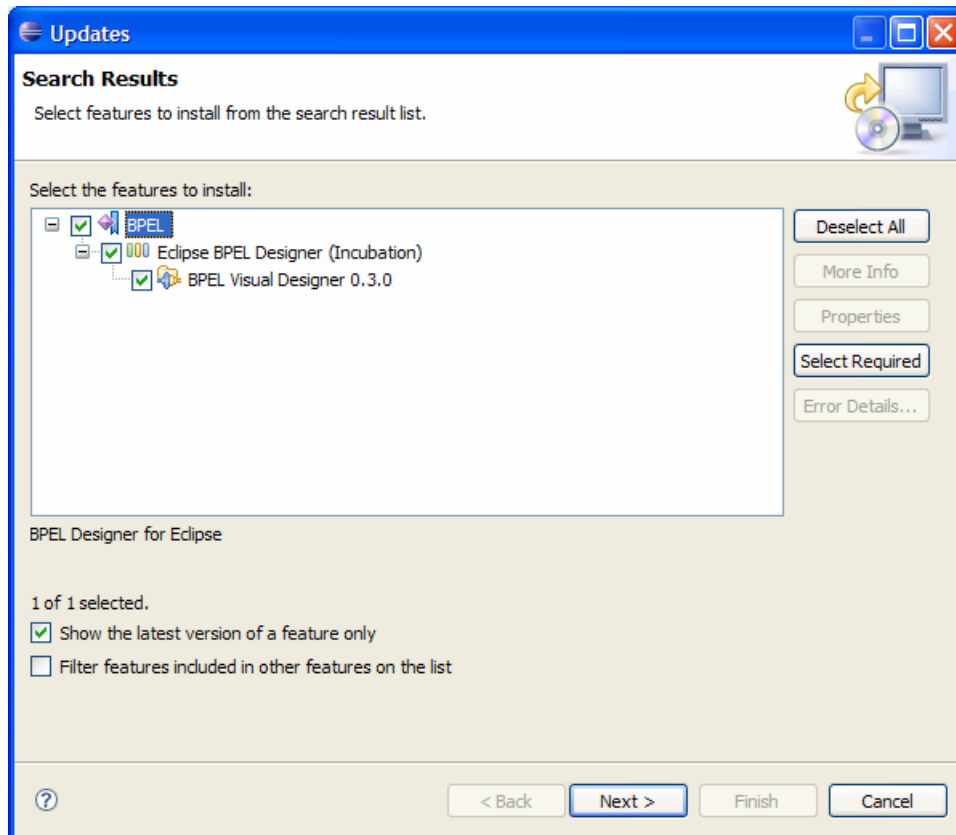 Updates
Search Results
Select features to install from the search result list.
Select the features to install:
BPEL
Eclipse BPEL Designer (Incubation)
BPEL Visual Designer 0.3.0
Deselect All
More Info
Properties
Select Required
Error Details...
BPEL Designer for Eclipse
1 of 1 selected.
Show the latest version of a feature only
Filter features included in other features on the list
?
< Back
Next >
Finish
Cancel